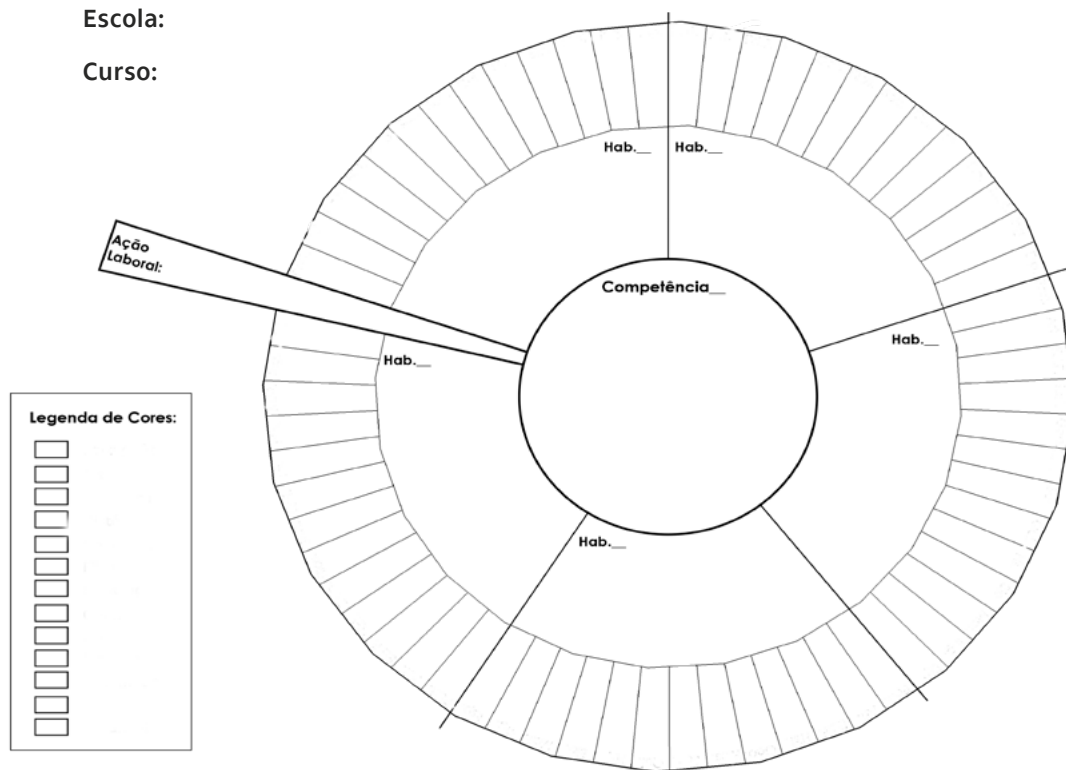 Escola:
Curso:
Hab.__
Hab.__
Ação
Laboral:
Competência__
Hab.__
Hab.__
Legenda de Cores:
Hab.__